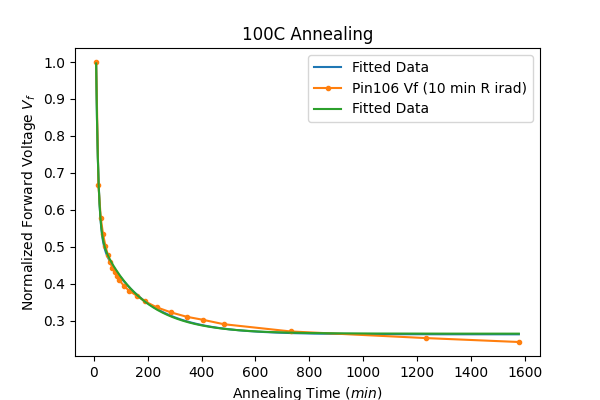 100C Annealing
Fitted Data
Pin106 Vf (10 min R irad)
Fitted Data
Normalized Forward Voltage V_f
1.0
0.9
0.8
0.7
0.6
0.5
0.4
0.3
0 200 400 600 800 1000 1200 1400 1600
Annealing Time (min)